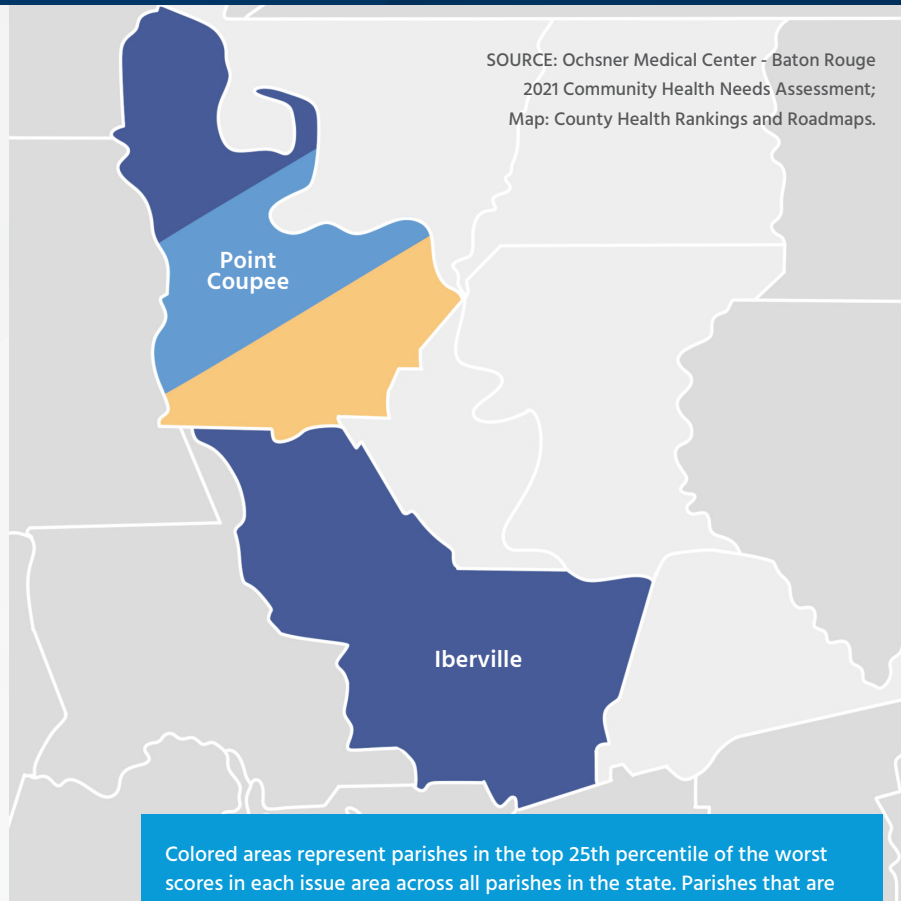 SOURCE: Ochsner Medical Center - Baton Rouge
2021 Community Health Needs Assessment;
Map: County Health Rankings and Roadmaps.
Point
Coupee
Iberville
Colored areas represent parishes in the top 25th percentile of the worst
scores in each issue area across all parishes in the state. Parishes that are